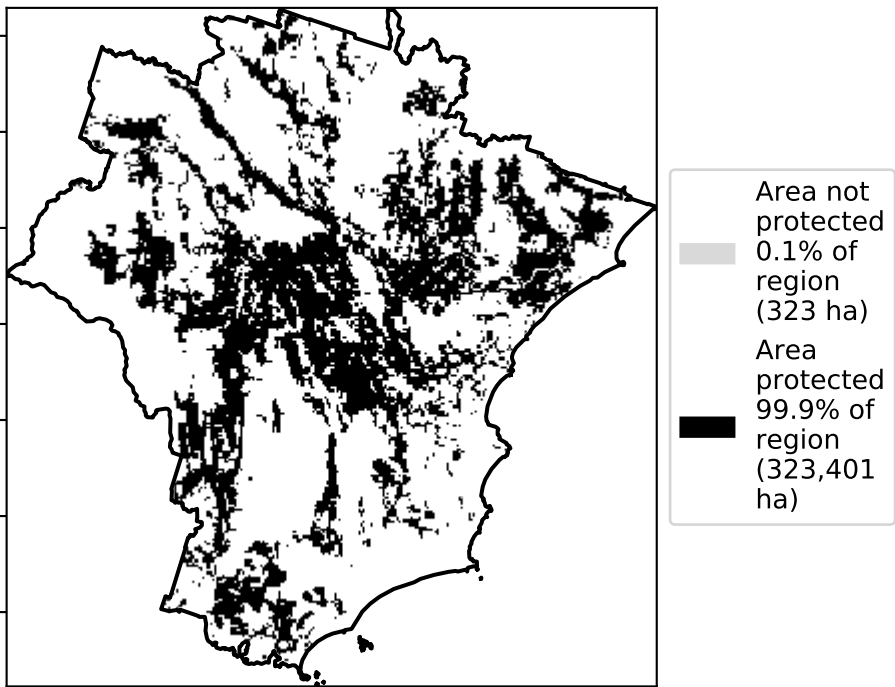 Area not
protected
0.1% of
region
(323 ha)
Area
protected
99.9% of
region
(323,401
ha)